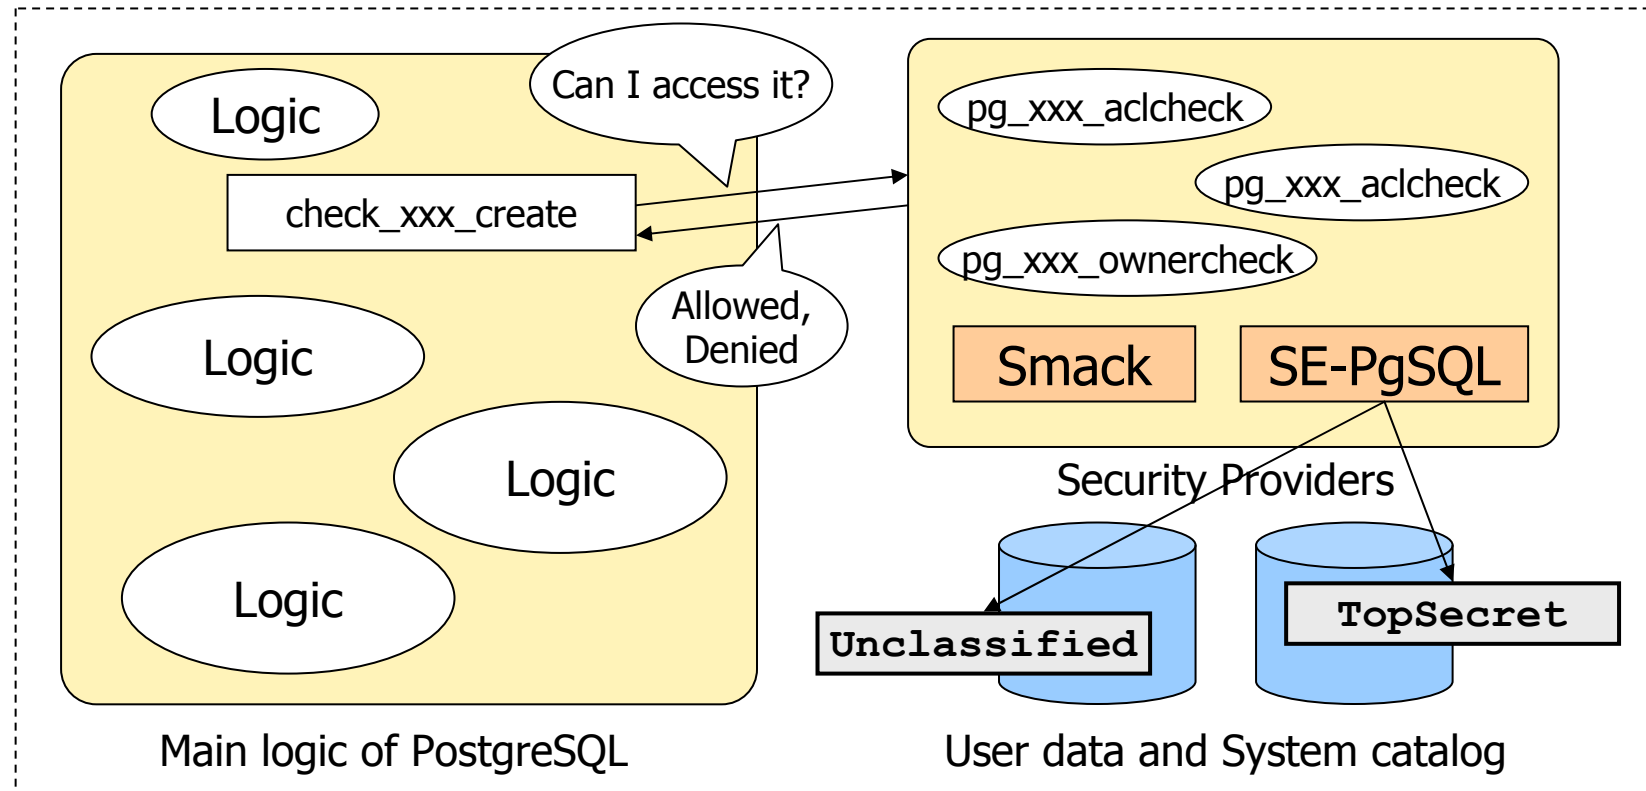 Can I access it?
Logic
pg_xxx_aclcheck
pg_xxx_aclcheck
check_xxx_create
pg_xxx_ownercheck
Allowed,
Denied
Logic
Smack
SE-PgSQL
Logic
Security Providers
Logic
Unclassified
TopSecret
Main logic of PostgreSQL
User data and System catalog